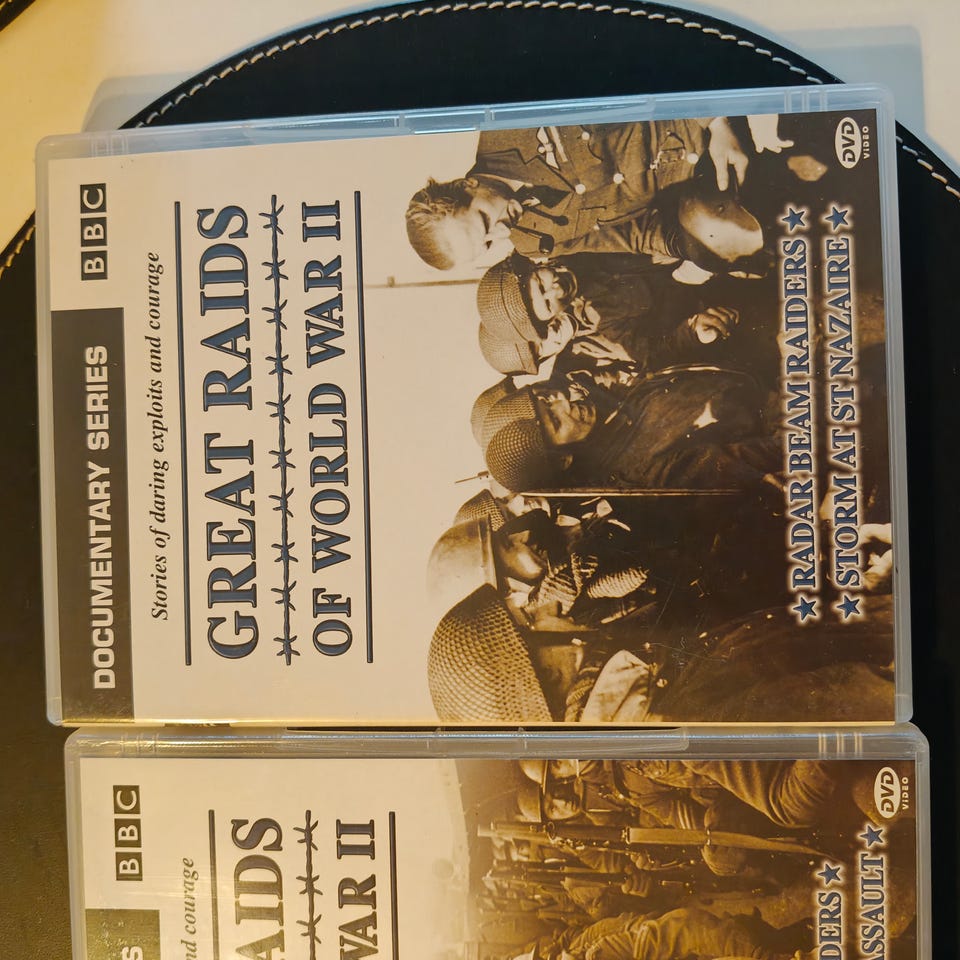 BBC
DOCUMENTARY SERIES
Stories of daring exploits and courage
GREAT RAIDS
OF WORLD WAR II
★ RADAR BEAM RAIDERS ★
★ STORM AT ST NAZAIRE ★
DVD
VIDEO
BBC
and courage
AIDS
WAR II
DERS ★
ASSAULT ★
DVD
VIDEO